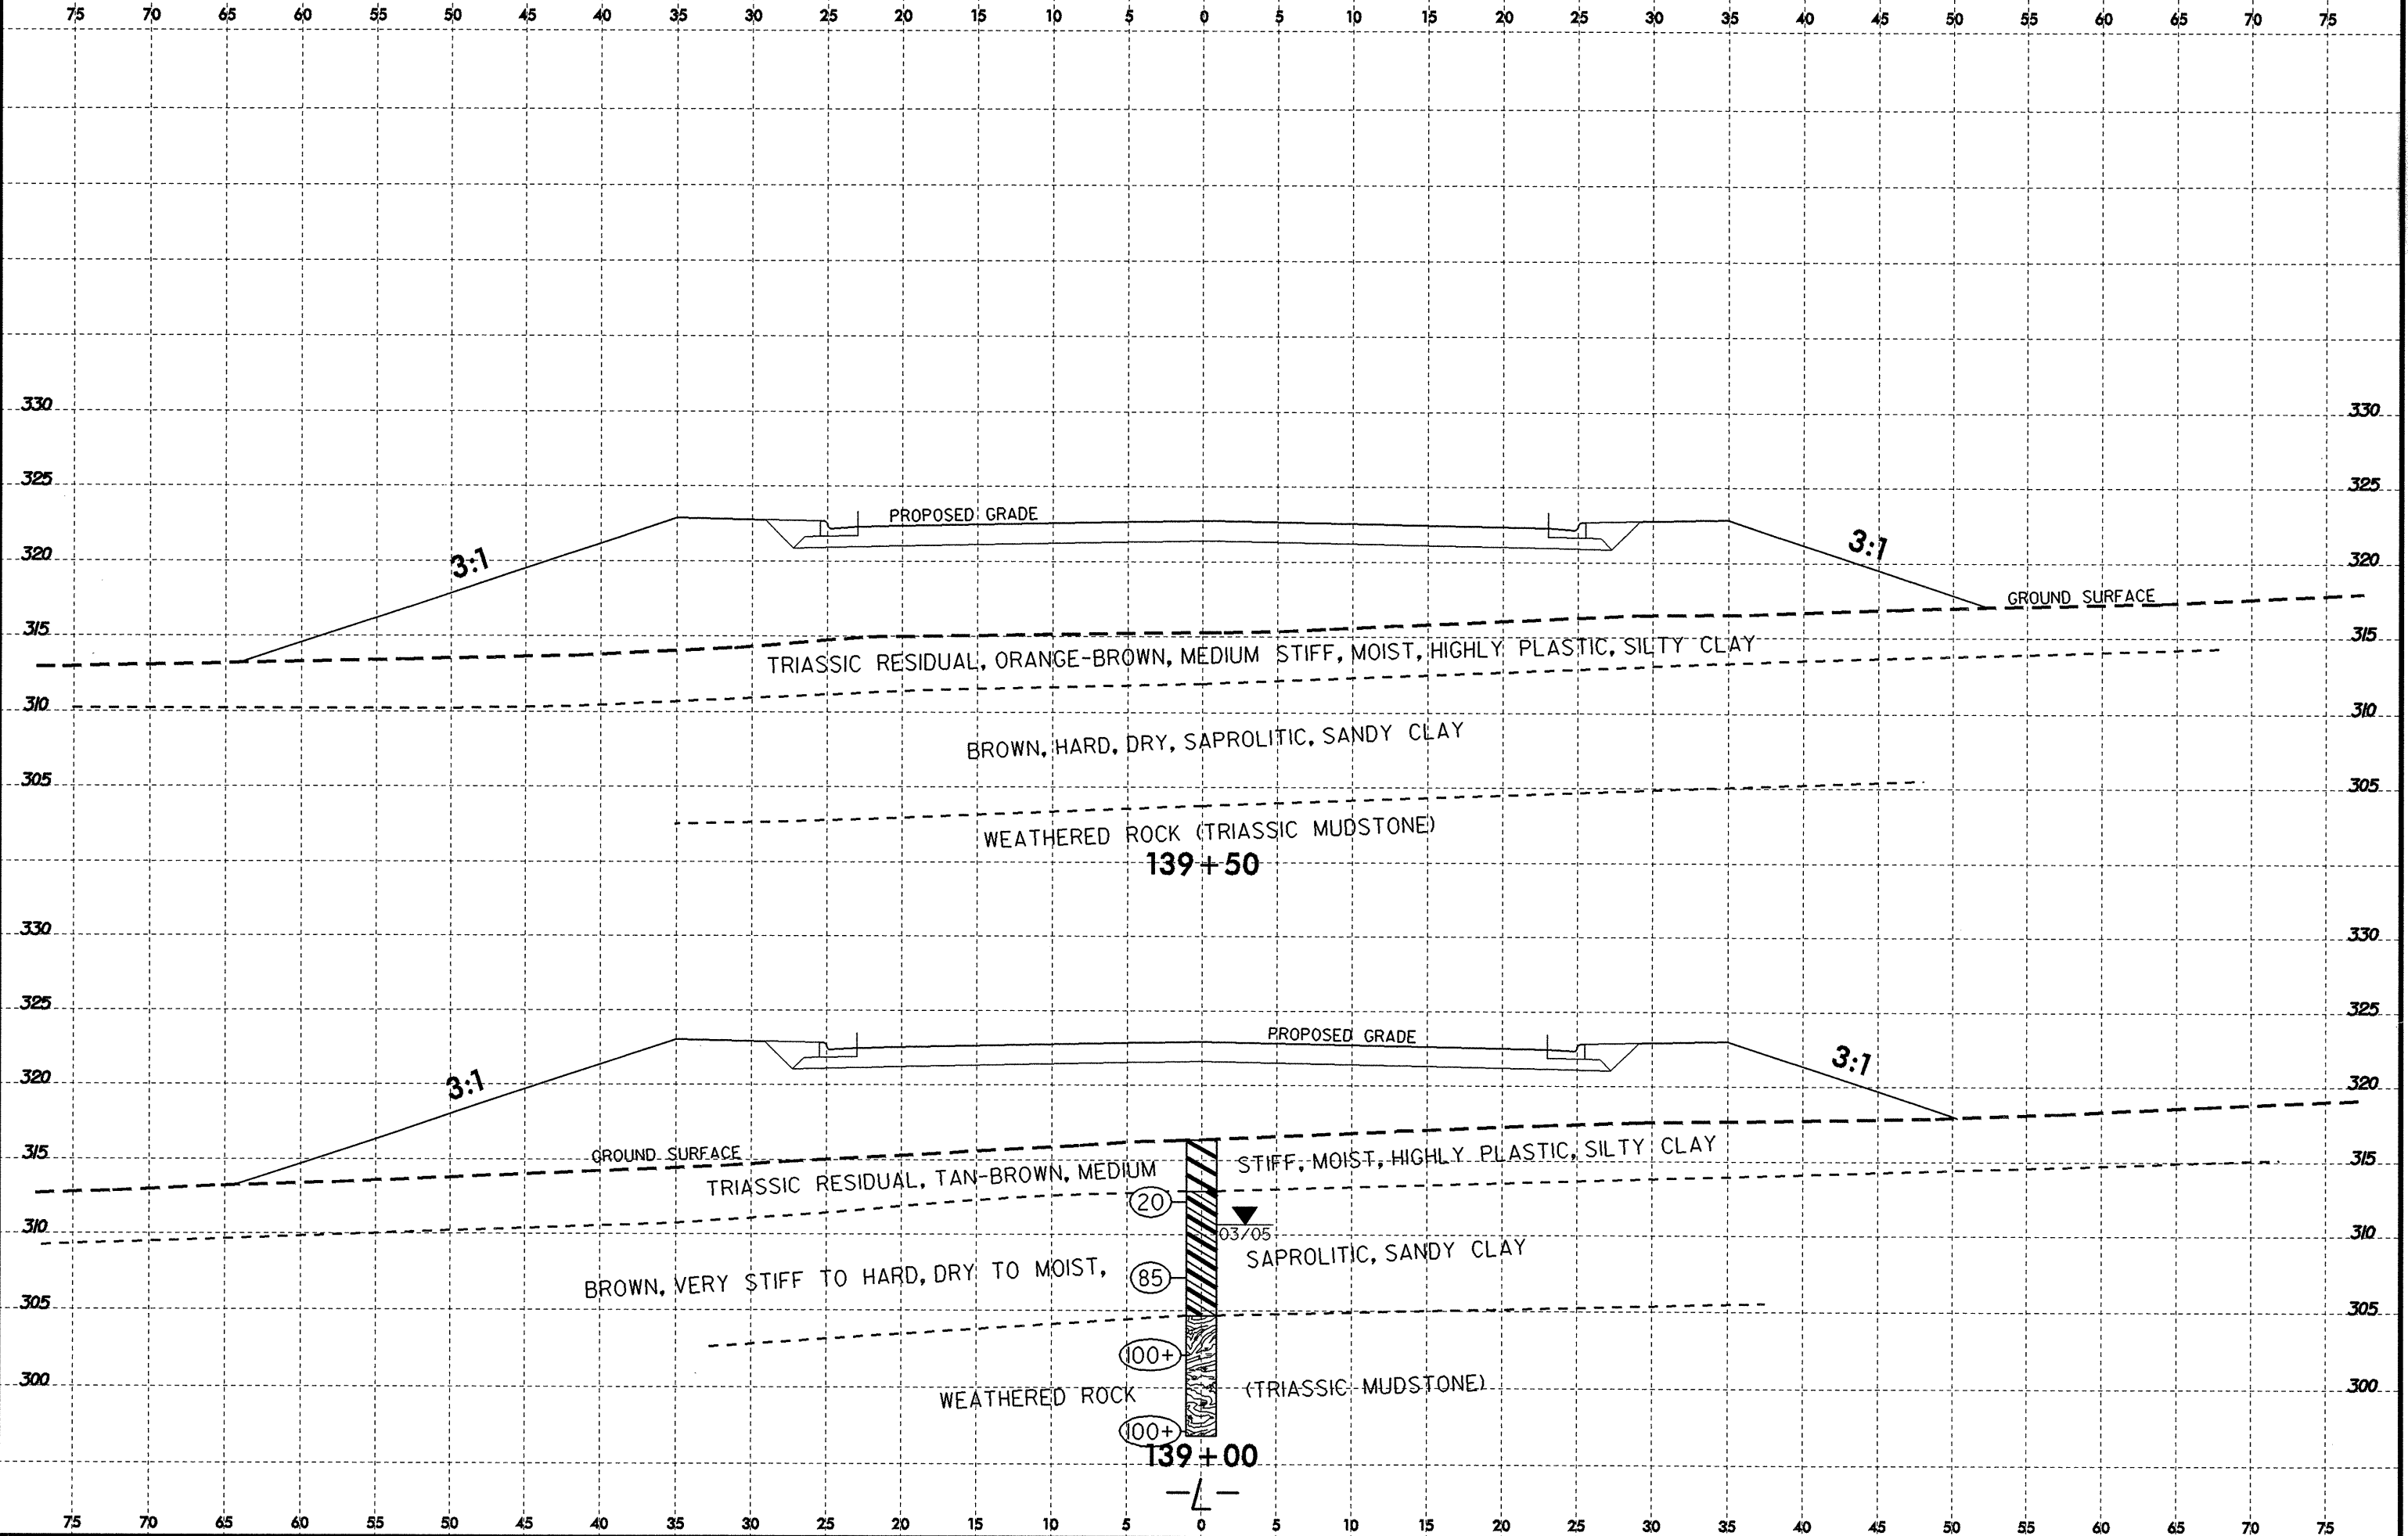 75 70 65 60 55 50 45 40 35 30 25 20 15 10 5 0 5 10 15 20 25 30 35 40 45 50 55 60 65 70 75
330 330
325 325
PROPOSED GRADE
3:1 3:1
320 320
GROUND SURFACE
315 315
TRIASSIC RESIDUAL, ORANGE-BROWN, MEDIUM STIFF, MOIST, HIGHLY PLASTIC, SILTY CLAY
310 310
BROWN, HARD, DRY, SAPROLITIC, SANDY CLAY
305 305
WEATHERED ROCK (TRIASSIC MUDSTONE)
139+50
330 330
325 325
PROPOSED GRADE
3:1 3:1
320 320
GROUND SURFACE
315 315
TRIASSIC RESIDUAL, TAN-BROWN, MEDIUM STIFF, MOIST, HIGHLY PLASTIC, SILTY CLAY
20
03/05
310 310
BROWN, VERY STIFF TO HARD, DRY TO MOIST, SAPROLITIC, SANDY CLAY
85
305 305
100+
300 300
WEATHERED ROCK (TRIASSIC MUDSTONE)
100+
139+00
-L-
75 70 65 60 55 50 45 40 35 30 25 20 15 10 5 0 5 10 15 20 25 30 35 40 45 50 55 60 65 70 75